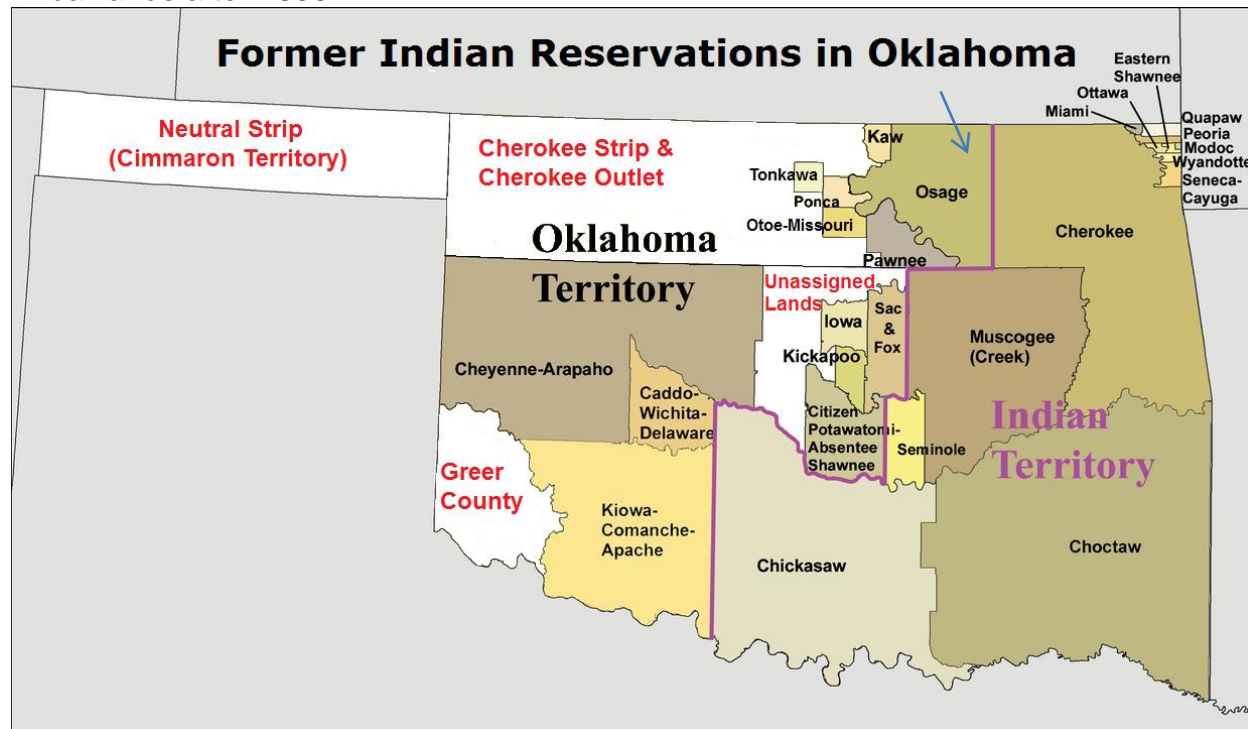 Former Indian Reservations in Oklahoma
Neutral Strip
(Cimmaron Territory)
Cherokee Strip &
Cherokee Outlet
Kaw
Tonkawa
Ponca
Otoe-Missouri
Osage
Pawnee
Eastern
Shawnee
Ottawa
Miami
Quapaw
Peoria
Modoc
Wyandotte
Seneca-
Cayuga
Cherokee
Oklahoma
Territory
Unassigned
Lands
Iowa
Sac
&
Fox
Kickapoo
Muscogee
(Creek)
Cheyenne-Arapaho
Caddo-
Wichita-
Delaware
Citizen
Potawatomi-
Absentee
Shawnee
Seminole
Indian
Territory
Greer
County
Kiowa-
Comanche-
Apache
Chickasaw
Choctaw